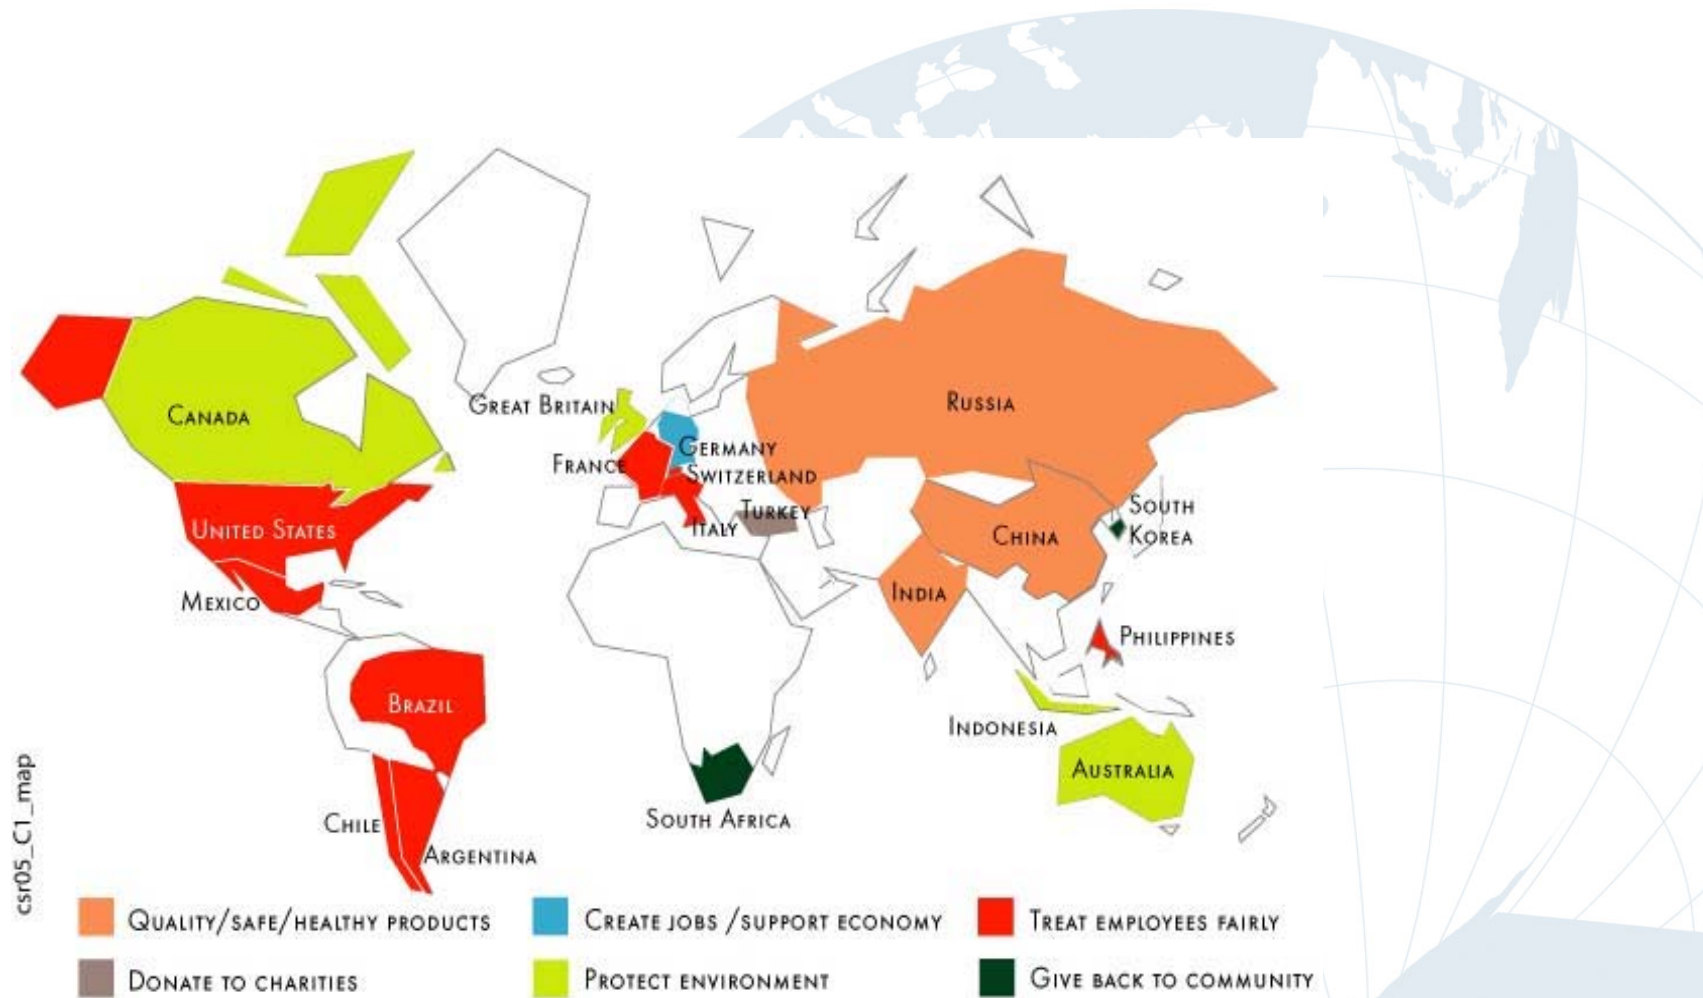 Great Britain
Canada
Russia
Germany
France
Switzerland
South
Korea
Turkey
United States
Italy
China
India
Mexico
Philippines
Brazil
Indonesia
Australia
South Africa
Chile
Argentina
csr05_C1_map
Quality/safe/healthy products
Create jobs /support economy
Treat employees fairly
Donate to charities
Protect environment
Give back to community